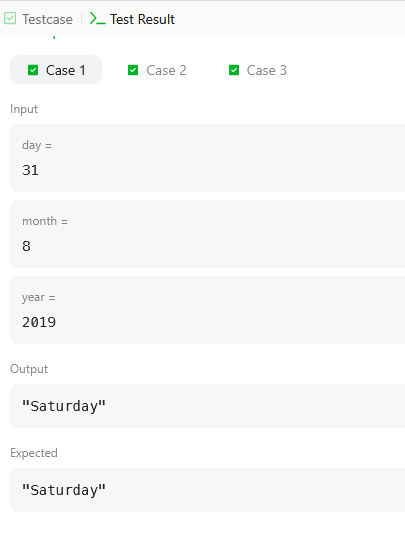 Testcase
Test Result
Case 1
Case 2
Case 3
Input
day =
31
month =
8
year =
2019
Output
"Saturday"
Expected
"Saturday"